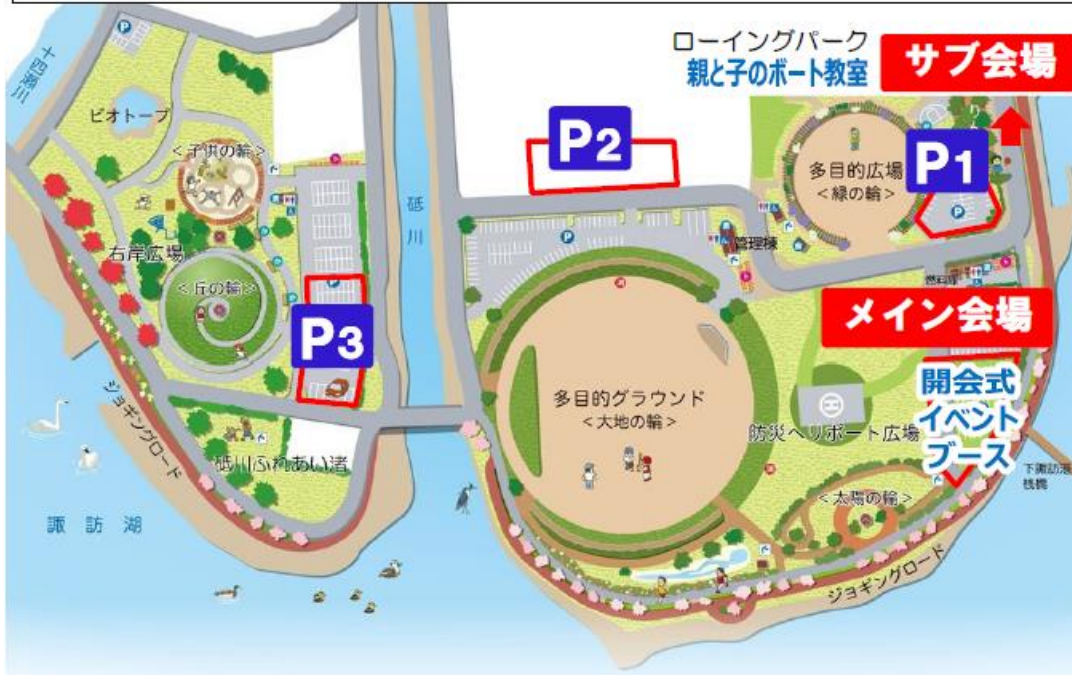 ローイングパーク
親と子のボート教室
サブ会場
十四瀬川
ビオトープ
<子供の輪>
P2
多目的広場
<緑の輪>
P1
P
砥川
P
管理棟
右岸広場
<丘の輪>
P3
メイン会場
開会式
イベント
ブース
多目的グラウンド
<大地の輪>
H
防災ヘリポート広場
ジョギングロード
砥川ふれあい渚
<太陽の輪>
下諏訪港
桟橋
諏訪湖
ジョギングロード